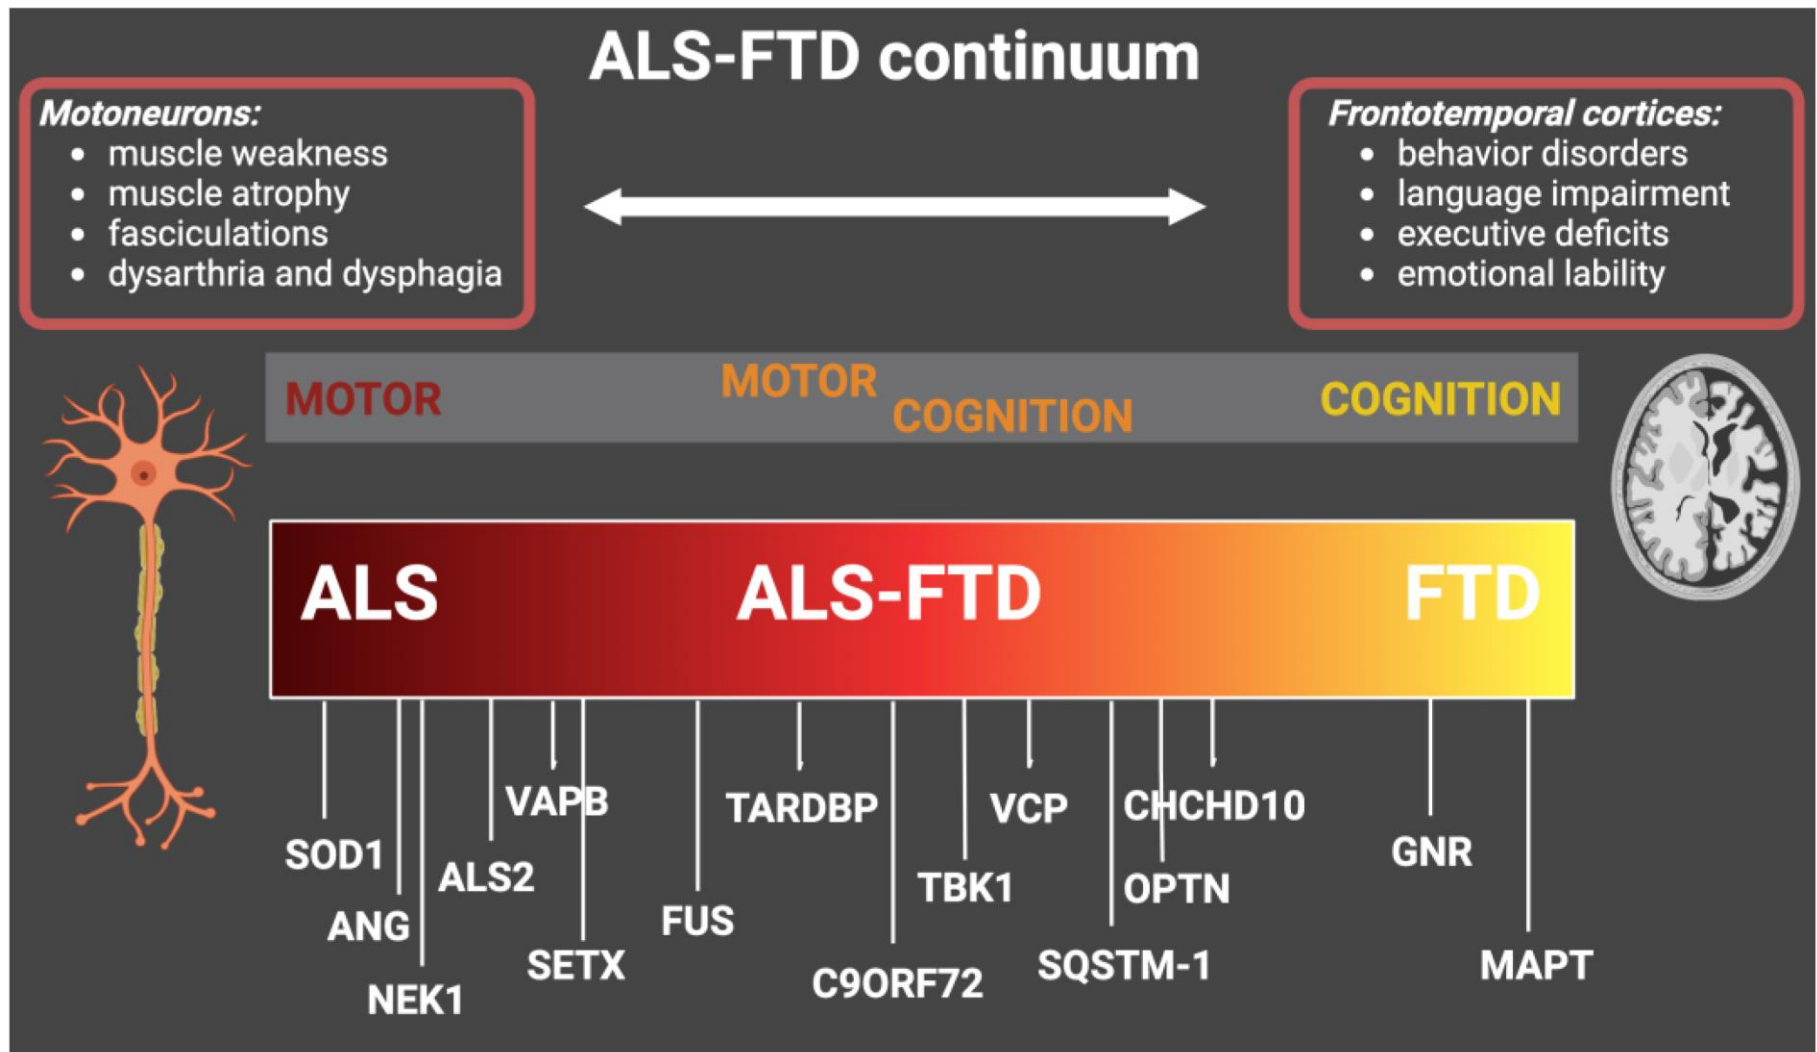 ALS-FTD continuum
Motoneurons:
• muscle weakness
• muscle atrophy
• fasciculations
• dysarthria and dysphagia
Frontotemporal cortices:
• behavior disorders
• language impairment
• executive deficits
• emotional lability
MOTOR
MOTOR
COGNITION
COGNITION
ALS
ALS-FTD
FTD
SOD1
ANG
NEK1
ALS2
VAPB
SETX
FUS
TARDBP
C9ORF72
TBK1
VCP
SQSTM-1
CHCHD10
OPTN
GNR
MAPT